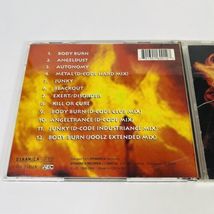 1. BODY BURN
2. ANGELDUST
3. AUTONOMY
4. METAL (D-CODE HARD MIX)
5. JUNKY
6. BLACKOUT
7. EXERT/DISORDER
8. KILL OR CURE
9. BODY BURN (D-CODE CLUB MIX)
10. ANGELTRANCE (D-CODE MIX)
11. JUNKY (D-CODE INDUSTRIANCE MIX)
12. BODY BURN (JOOLZ EXTENDED MIX)
DYNAMICA